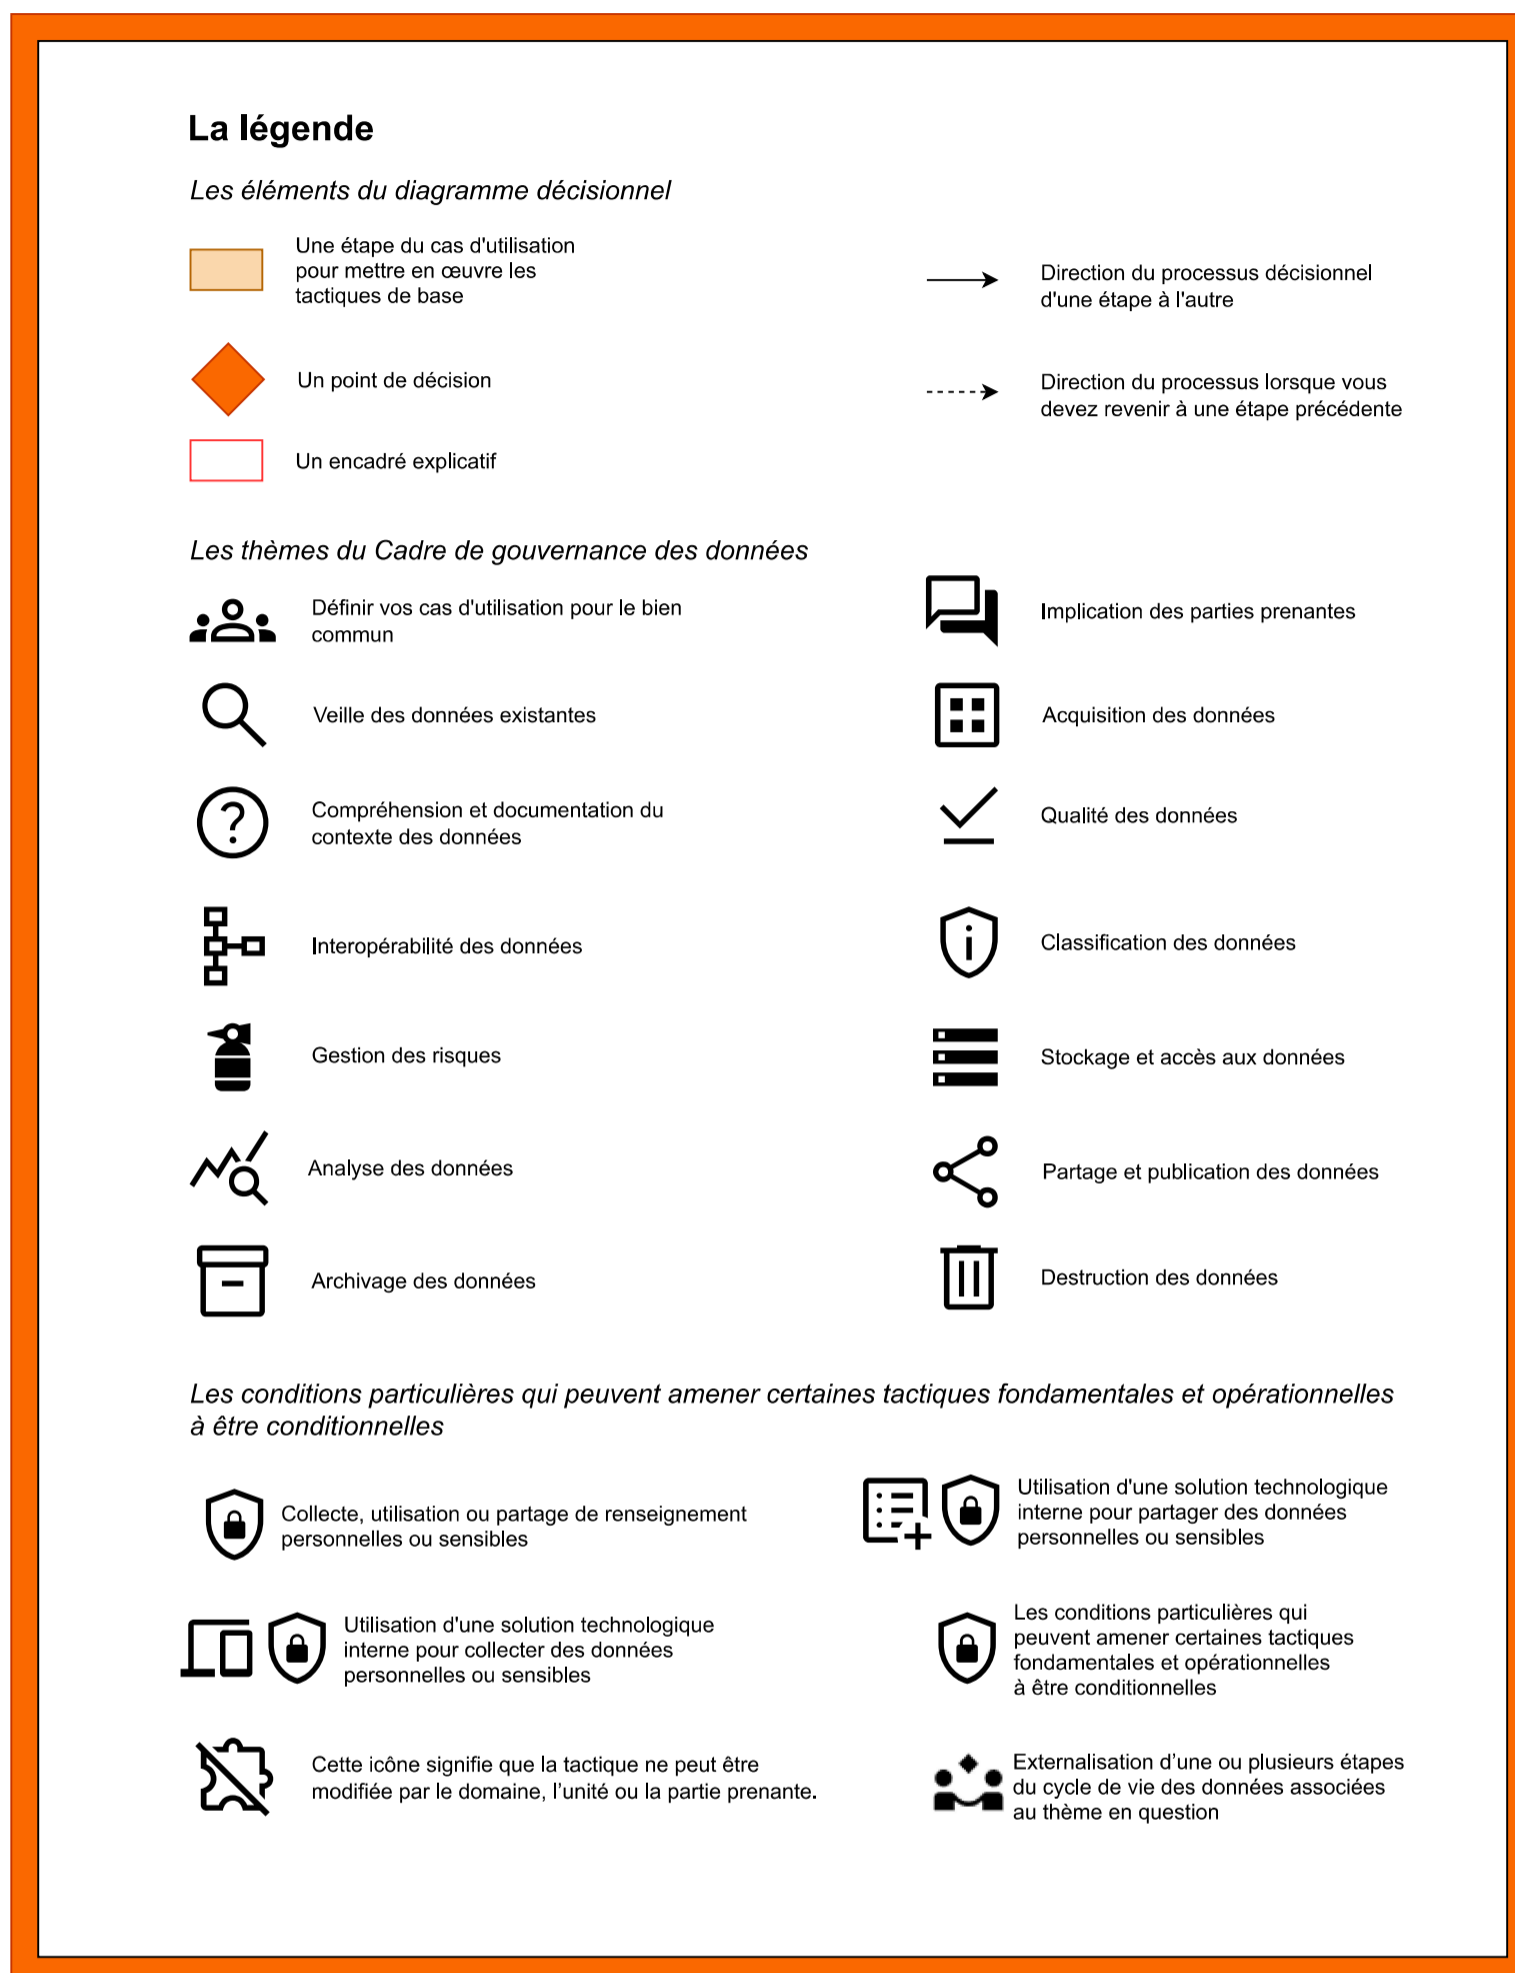 La légende
Les éléments du diagramme décisionnel
Une étape du cas d'utilisation
pour mettre en œuvre les
tactiques de base
Direction du processus décisionnel
d'une étape à l'autre
Un point de décision
Direction du processus lorsque vous
devez revenir à une étape précédente
Un encadré explicatif
Les thèmes du Cadre de gouvernance des données
Définir vos cas d'utilisation pour le bien
commun
Implication des parties prenantes
Veille des données existantes
Acquisition des données
Compréhension et documentation du
contexte des données
Qualité des données
Interopérabilité des données
Classification des données
Gestion des risques
Stockage et accès aux données
Analyse des données
Partage et publication des données
Archivage des données
Destruction des données
Les conditions particulières qui peuvent amener certaines tactiques fondamentales et opérationnelles
à être conditionnelles
Collecte, utilisation ou partage de renseignement
personnelles ou sensibles
Utilisation d'une solution technologique
interne pour partager des données
personnelles ou sensibles
Utilisation d'une solution technologique
interne pour collecter des données
personnelles ou sensibles
Les conditions particulières qui
peuvent amener certaines tactiques
fondamentales et opérationnelles
à être conditionnelles
Cette icône signifie que la tactique ne peut être
modifiée par le domaine, l’unité ou la partie prenante.
Externalisation d’une ou plusieurs étapes
du cycle de vie des données associées
au thème en question